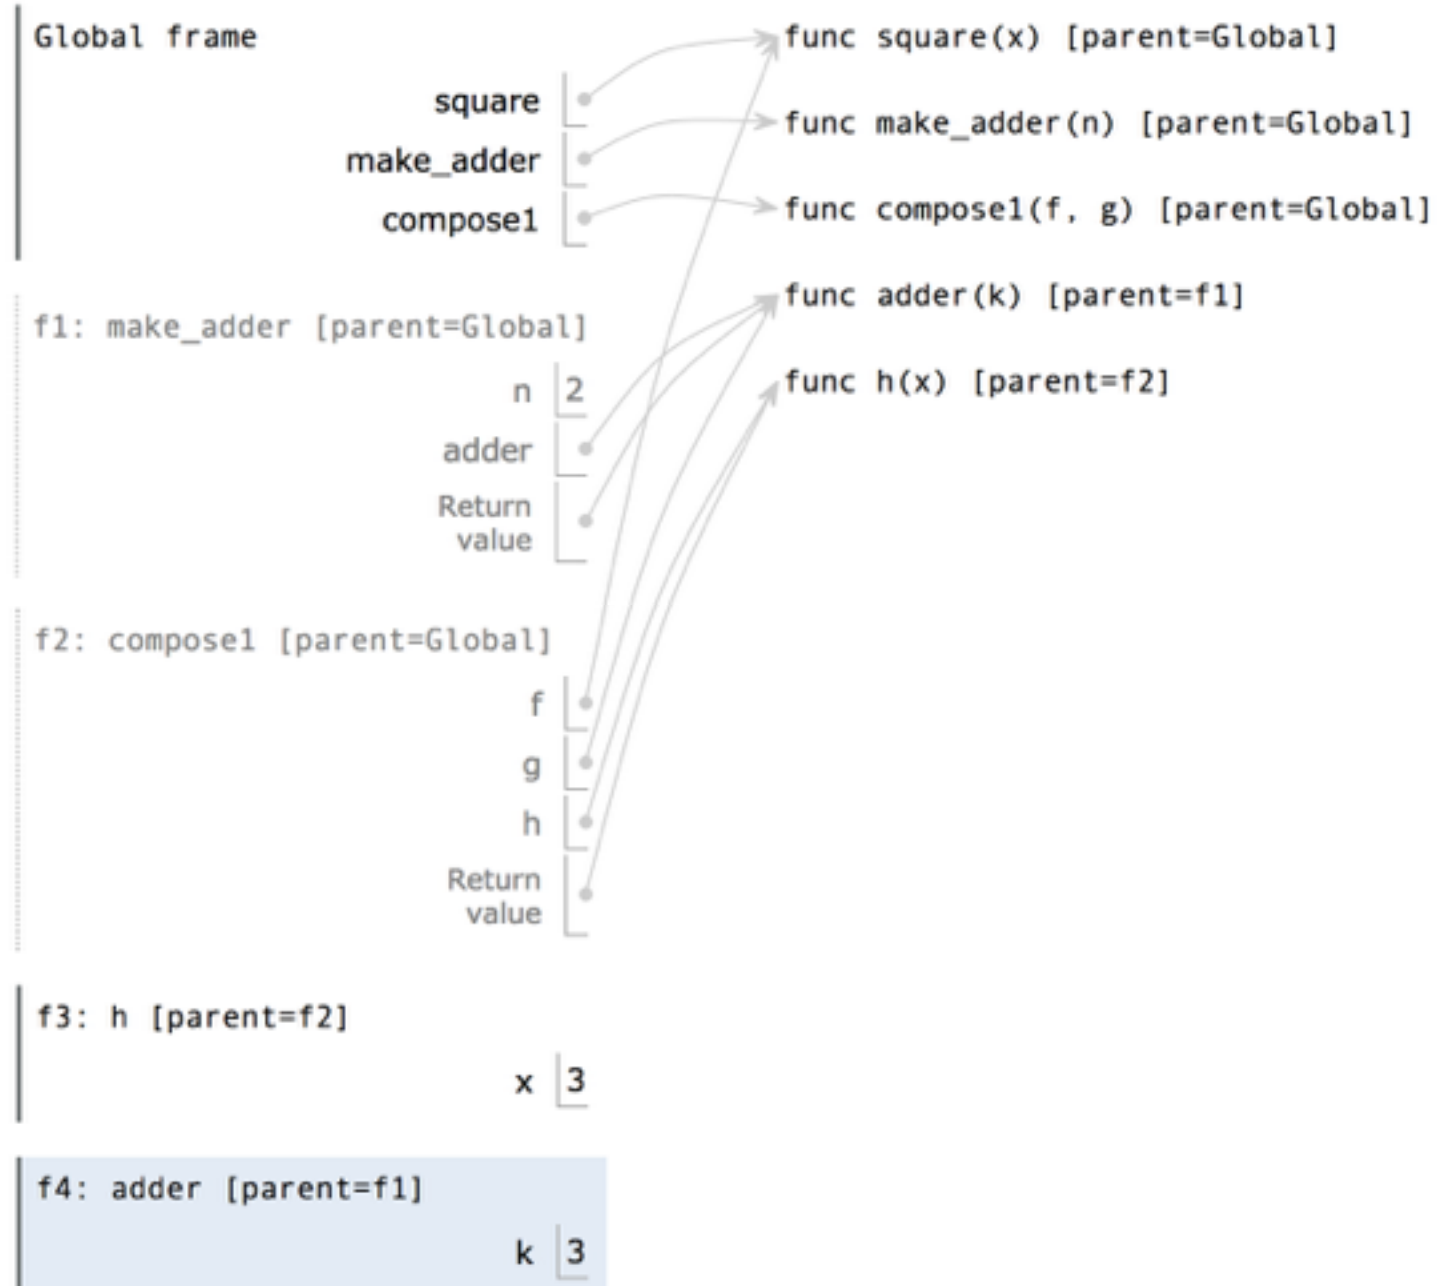 Global frame
square
make_adder
compose1
func square(x) [parent=Global]
func make_adder(n) [parent=Global]
func compose1(f, g) [parent=Global]
func adder(k) [parent=f1]
func h(x) [parent=f2]
f1: make_adder [parent=Global]
n 2
adder
Return
value
f2: compose1 [parent=Global]
f
g
h
Return
value
f3: h [parent=f2]
x 3
f4: adder [parent=f1]
k 3